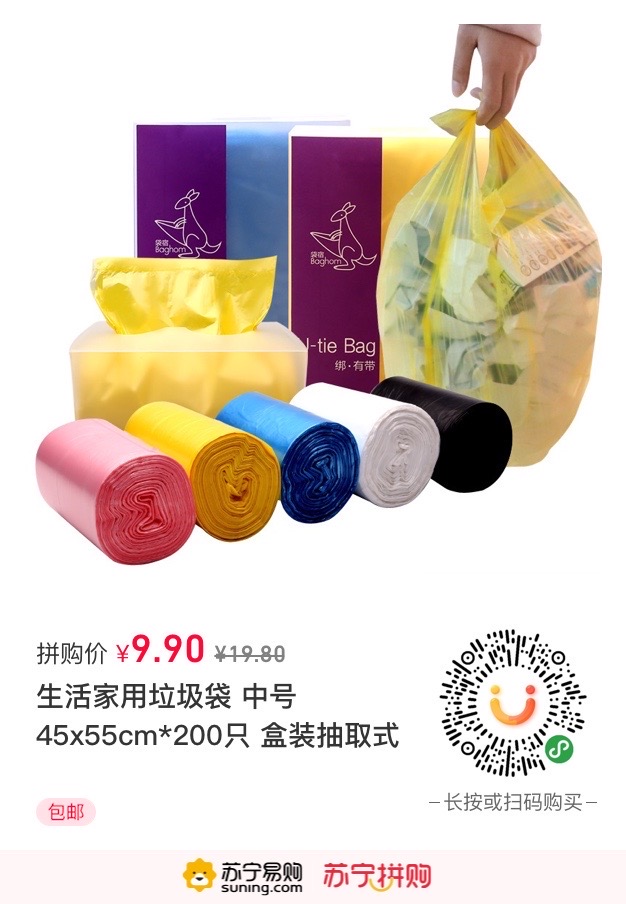 袋宿
Baghom
袋宿
Baghom
l-tie Bag
绑·有带
拼购价 ¥9.90 ¥19.80
生活家用垃圾袋 中号
45x55cm*200只 盒装抽取式
包邮
长按或扫码购买
苏宁易购 苏宁拼购
suning.com